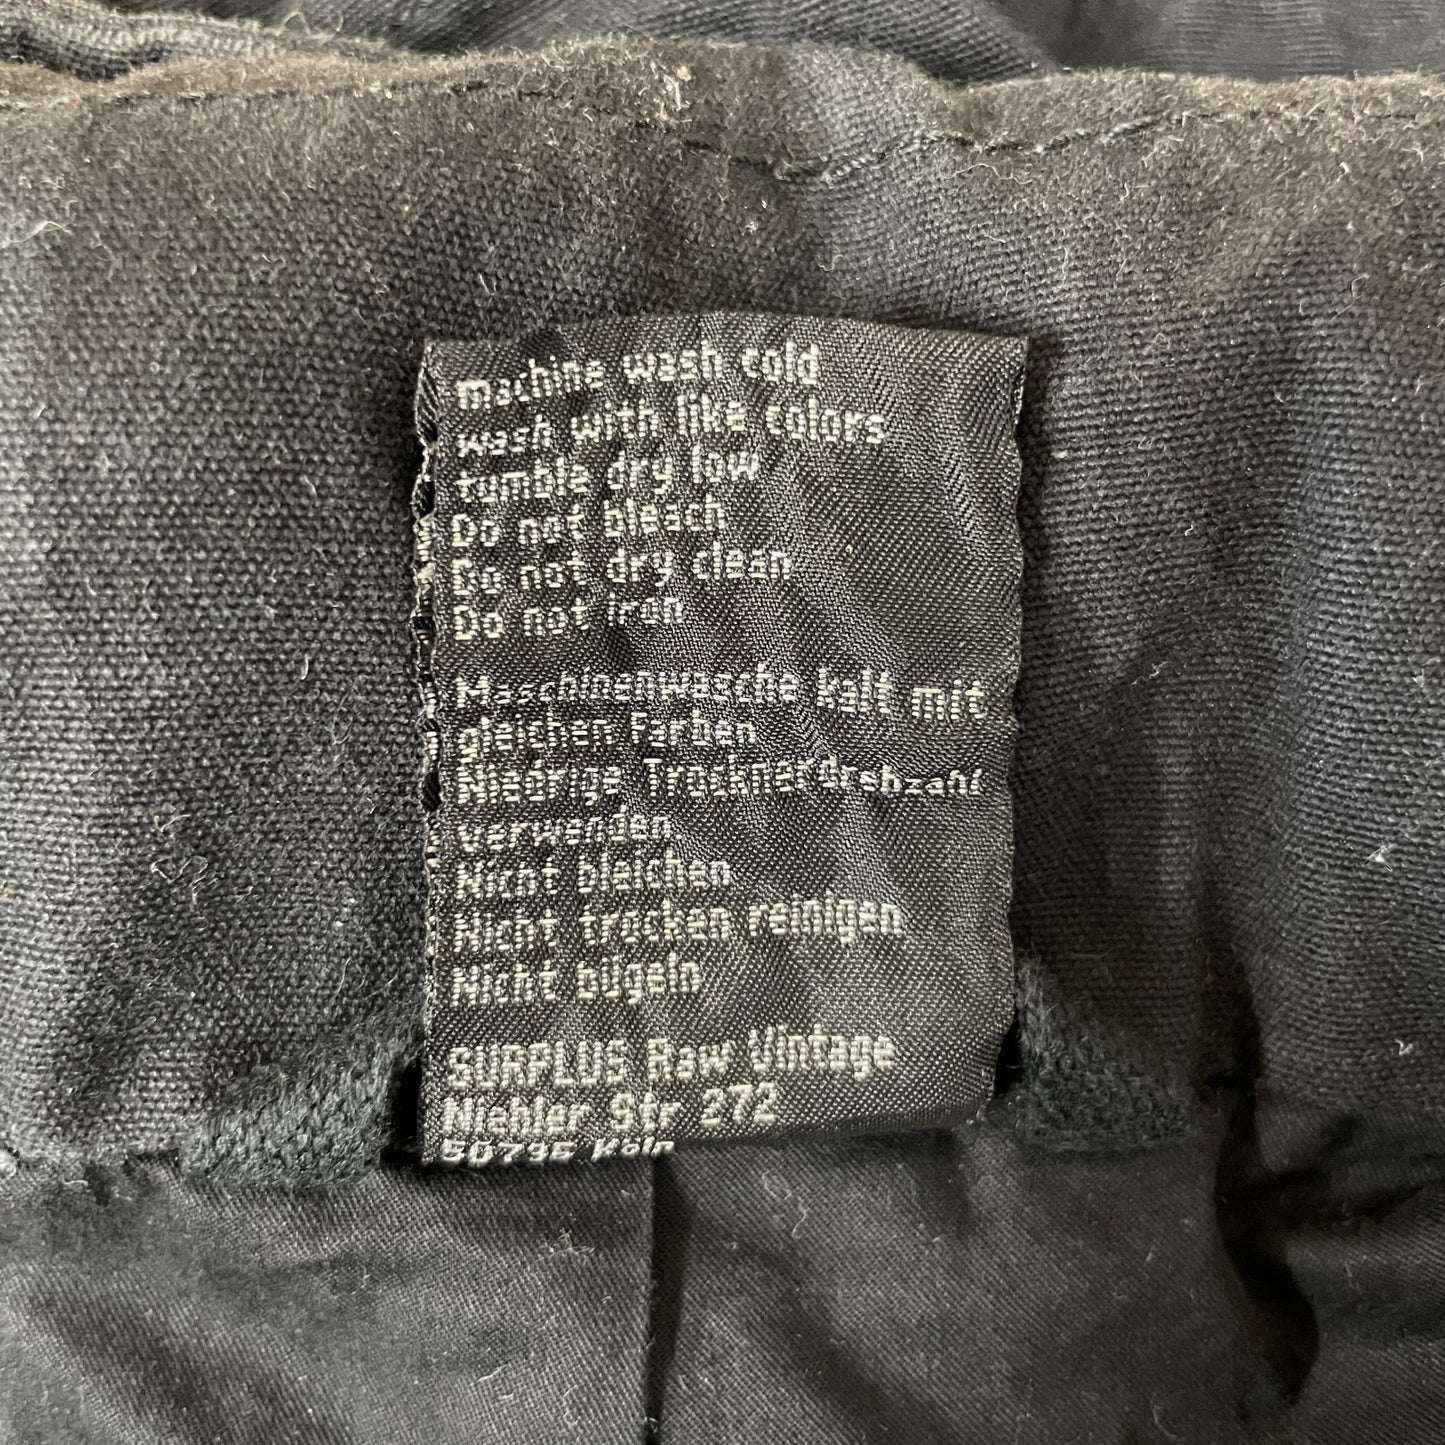 machine wash cold
wash with like colors
tumble dry low
Do not bleach
Do not dry clean
Do not iron
Maschinenwäsche kalt mit
gleichen Farben
Niedrige Trocknerdrehzahl
verwenden
Nicht bleichen
Nicht trocken reinigen
Nicht bügeln
SURPLUS Raw Vintage
Niehler Str 272
50735 Köln